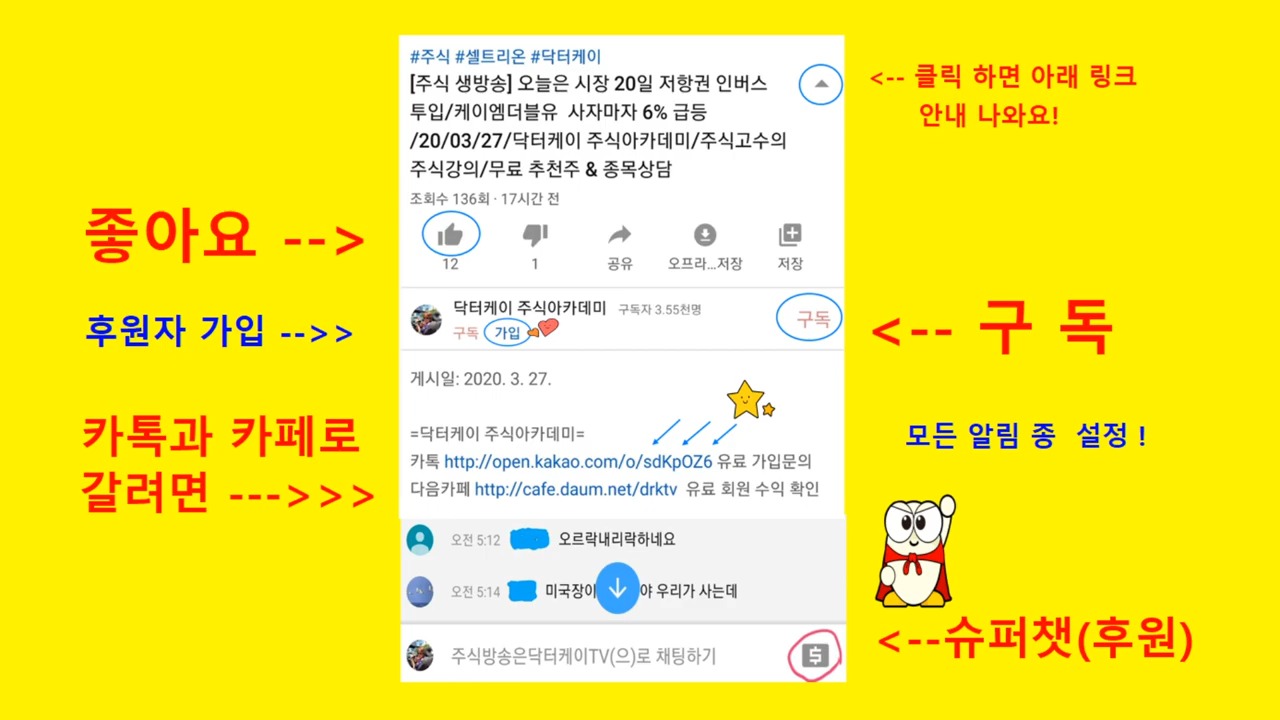 #주식 #셀트리온 #닥터케이
[주식 생방송] 오늘은 시장 20일 저항권 인버스
투입/케이엠더블유 사자마자 6% 급등
/20/03/27/닥터케이 주식아카데미/주식고수의
주식강의/무료 추천주 & 종목상담
조회수 136회 · 17시간 전
12
1
공유
오프라...저장
저장
닥터케이 주식아카데미 구독자 3.55천명
구독 가입
구독
게시일: 2020. 3. 27.
=닥터케이 주식아카데미=
카톡 http://open.kakao.com/o/sdKpOZ6 유료 가입문의
다음카페 http://cafe.daum.net/drktv 유료 회원 수익 확인
오전 5:12 오르락내리락하네요
오전 5:14 미국장이 야 우리가 사는데
주식방송은닥터케이TV(으)로 채팅하기
좋아요 -->
후원자 가입 -->>
카톡과 카페로
갈려면 --->>>
<-- 클릭 하면 아래 링크
안내 나와요!
<-- 구 독
모든 알림 종 설정 !
<--슈퍼챗(후원)